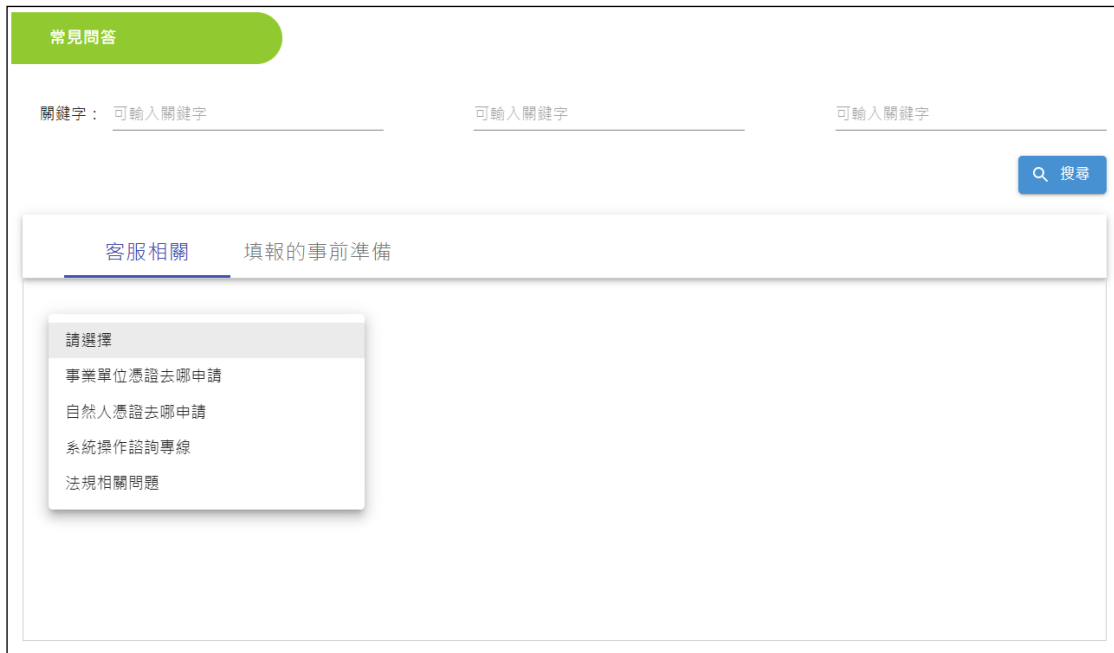 常見問答
關鍵字： 可輸入關鍵字 可輸入關鍵字 可輸入關鍵字
搜尋
客服相關 填報的事前準備
請選擇
事業單位憑證去哪申請
自然人憑證去哪申請
系統操作諮詢專線
法規相關問題